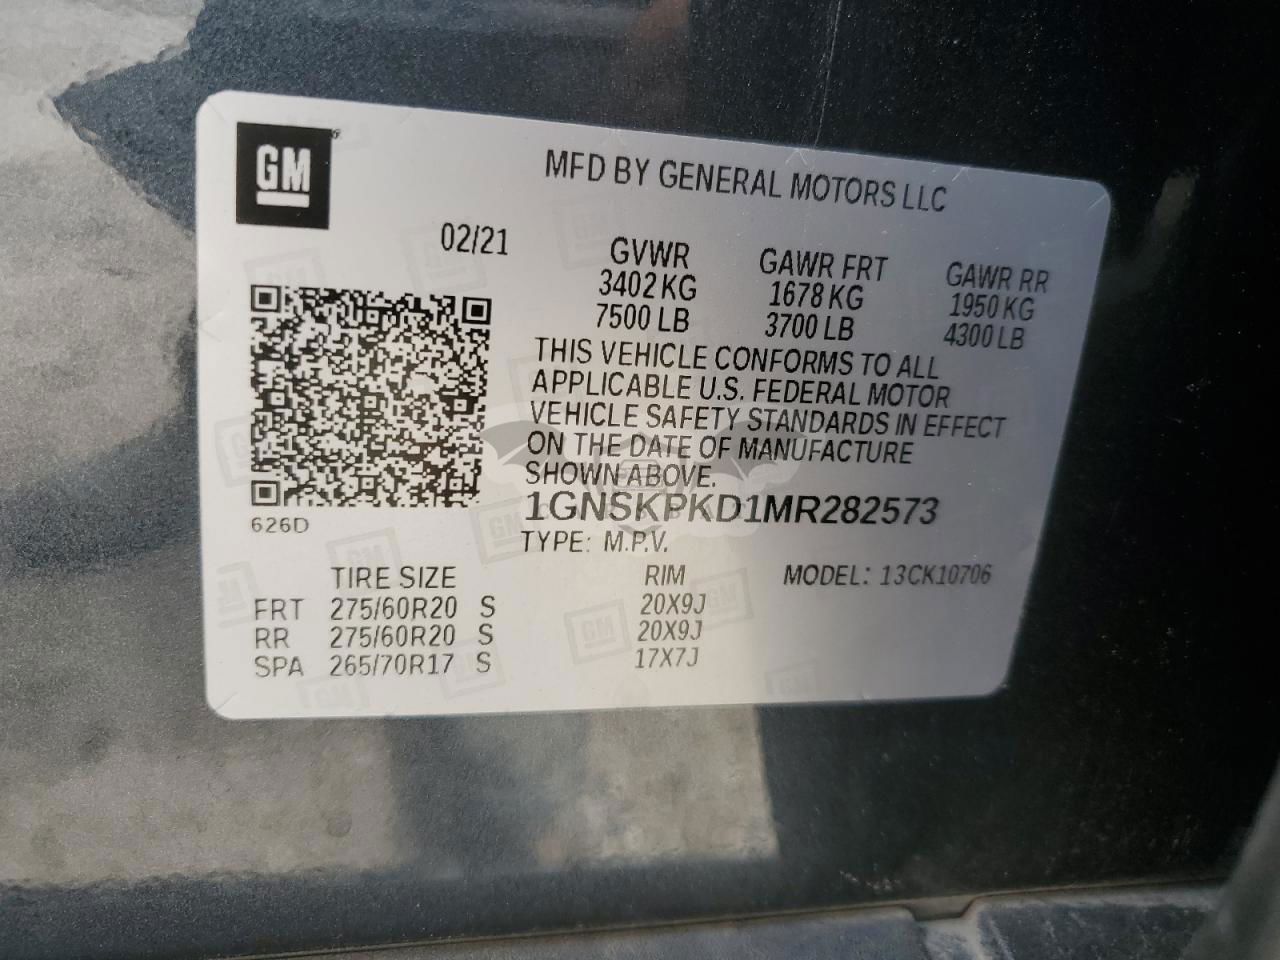 GM
MFD BY GENERAL MOTORS LLC
02/21
GVWR GAWR FRT GAWR RR
3402 KG 1678 KG 1950 KG
7500 LB 3700 LB 4300 LB
THIS VEHICLE CONFORMS TO ALL
APPLICABLE U.S. FEDERAL MOTOR
VEHICLE SAFETY STANDARDS IN EFFECT
ON THE DATE OF MANUFACTURE
SHOWN ABOVE.
1GNSKPKD1MR282573
626D
TYPE: M.P.V.
TIRE SIZE RIM MODEL: 13CK10706
FRT 275/60R20 S 20X9J
RR 275/60R20 S 20X9J
SPA 265/70R17 S 17X7J